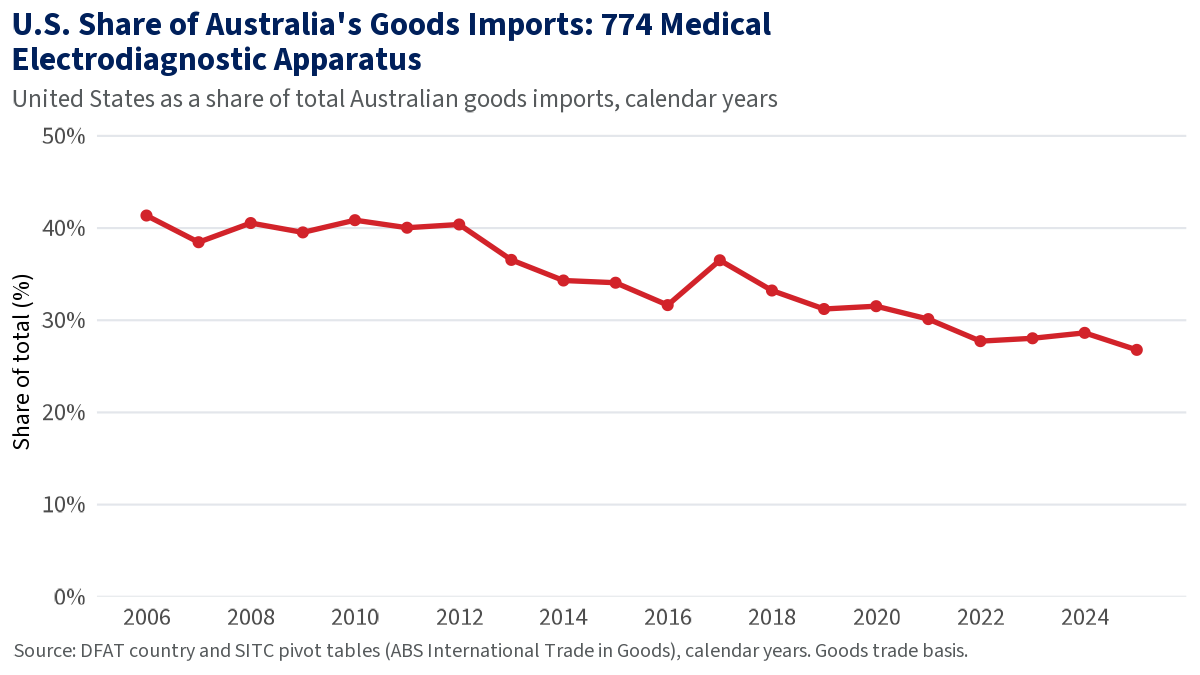 U.S. Share of Australia's Goods Imports: 774 Medical
Electrodiagnostic Apparatus
United States as a share of total Australian goods imports, calendar years
Share of total (%)
50%
40%
30%
20%
10%
0%
2006 2008 2010 2012 2014 2016 2018 2020 2022 2024
Source: DFAT country and SITC pivot tables (ABS International Trade in Goods), calendar years. Goods trade basis.